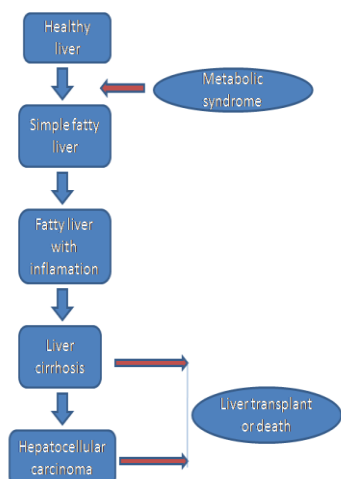 Healthy
liver
Metabolic
syndrome
Simple fatty
liver
Fatty liver
with
inflamation
Liver
cirrhosis
Liver transplant
or death
Hepatocellular
carcinoma